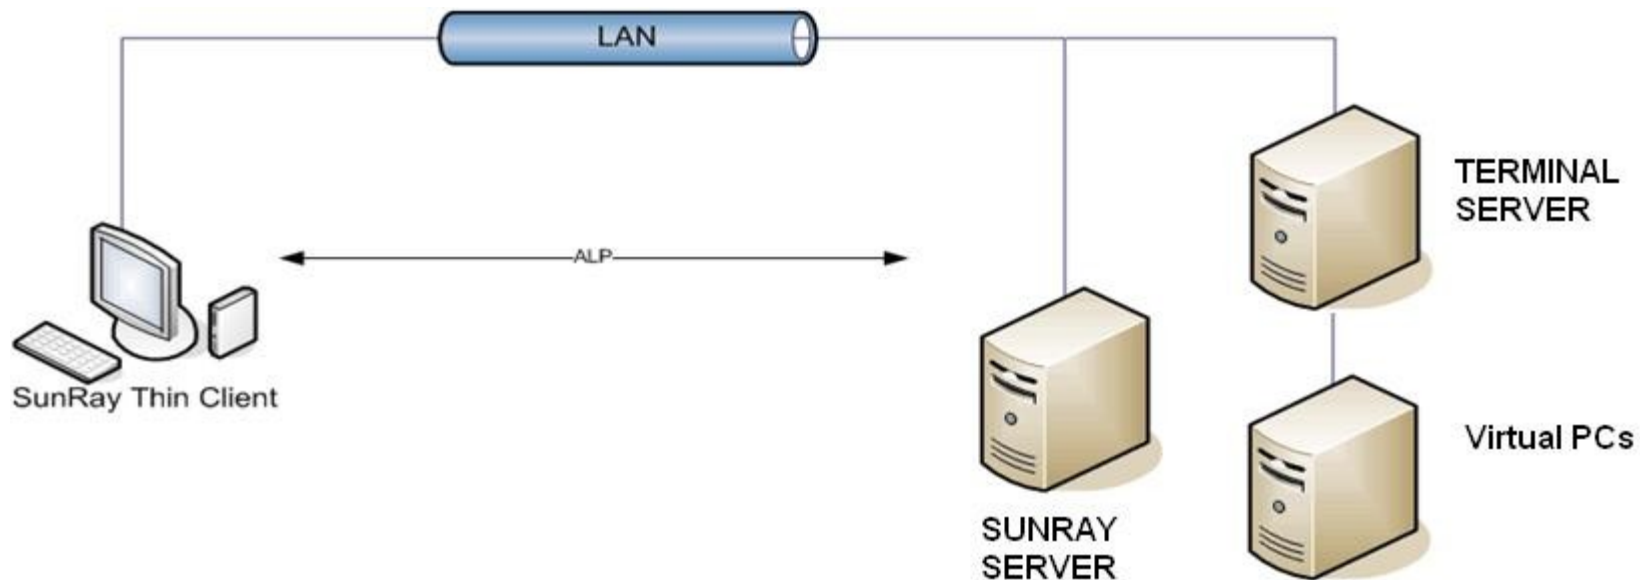 LAN
TERMINAL
SERVER
ALP
SunRay Thin Client
Virtual PCs
SUNRAY
SERVER